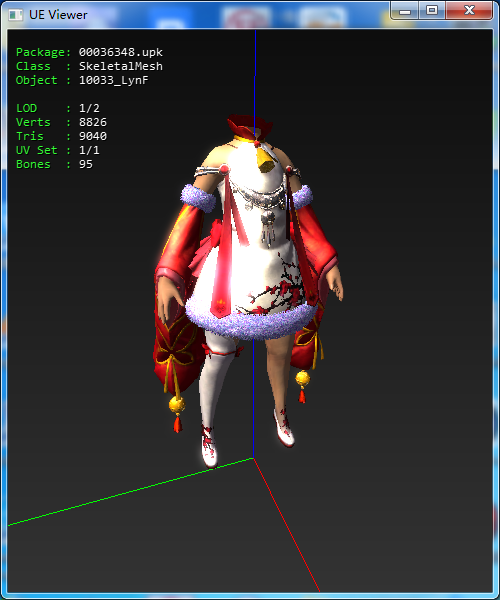 UE Viewer
Package: 00036348.upk
Class  : SkeletalMesh
Object : 10033_LynF
LOD    : 1/2
Verts  : 8826
Tris   : 9040
UV Set : 1/1
Bones  : 95